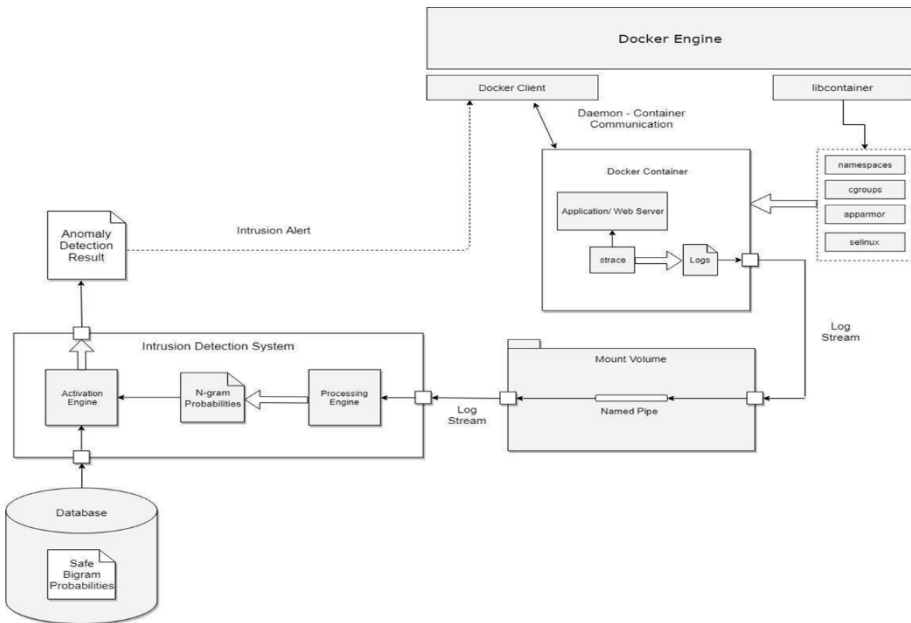 Docker Engine
Docker Client
libcontainer
Daemon - Container
Communication
Docker Container
namespaces
cgroups
apparmor
selinux
Application/ Web Server
strace
Logs
Anomaly
Detection
Result
Intrusion Alert
Log
Stream
Intrusion Detection System
Activation
Engine
N-gram
Probabilities
Processing
Engine
Log
Stream
Mount Volume
Named Pipe
Database
Safe
Bigram
Probabilities